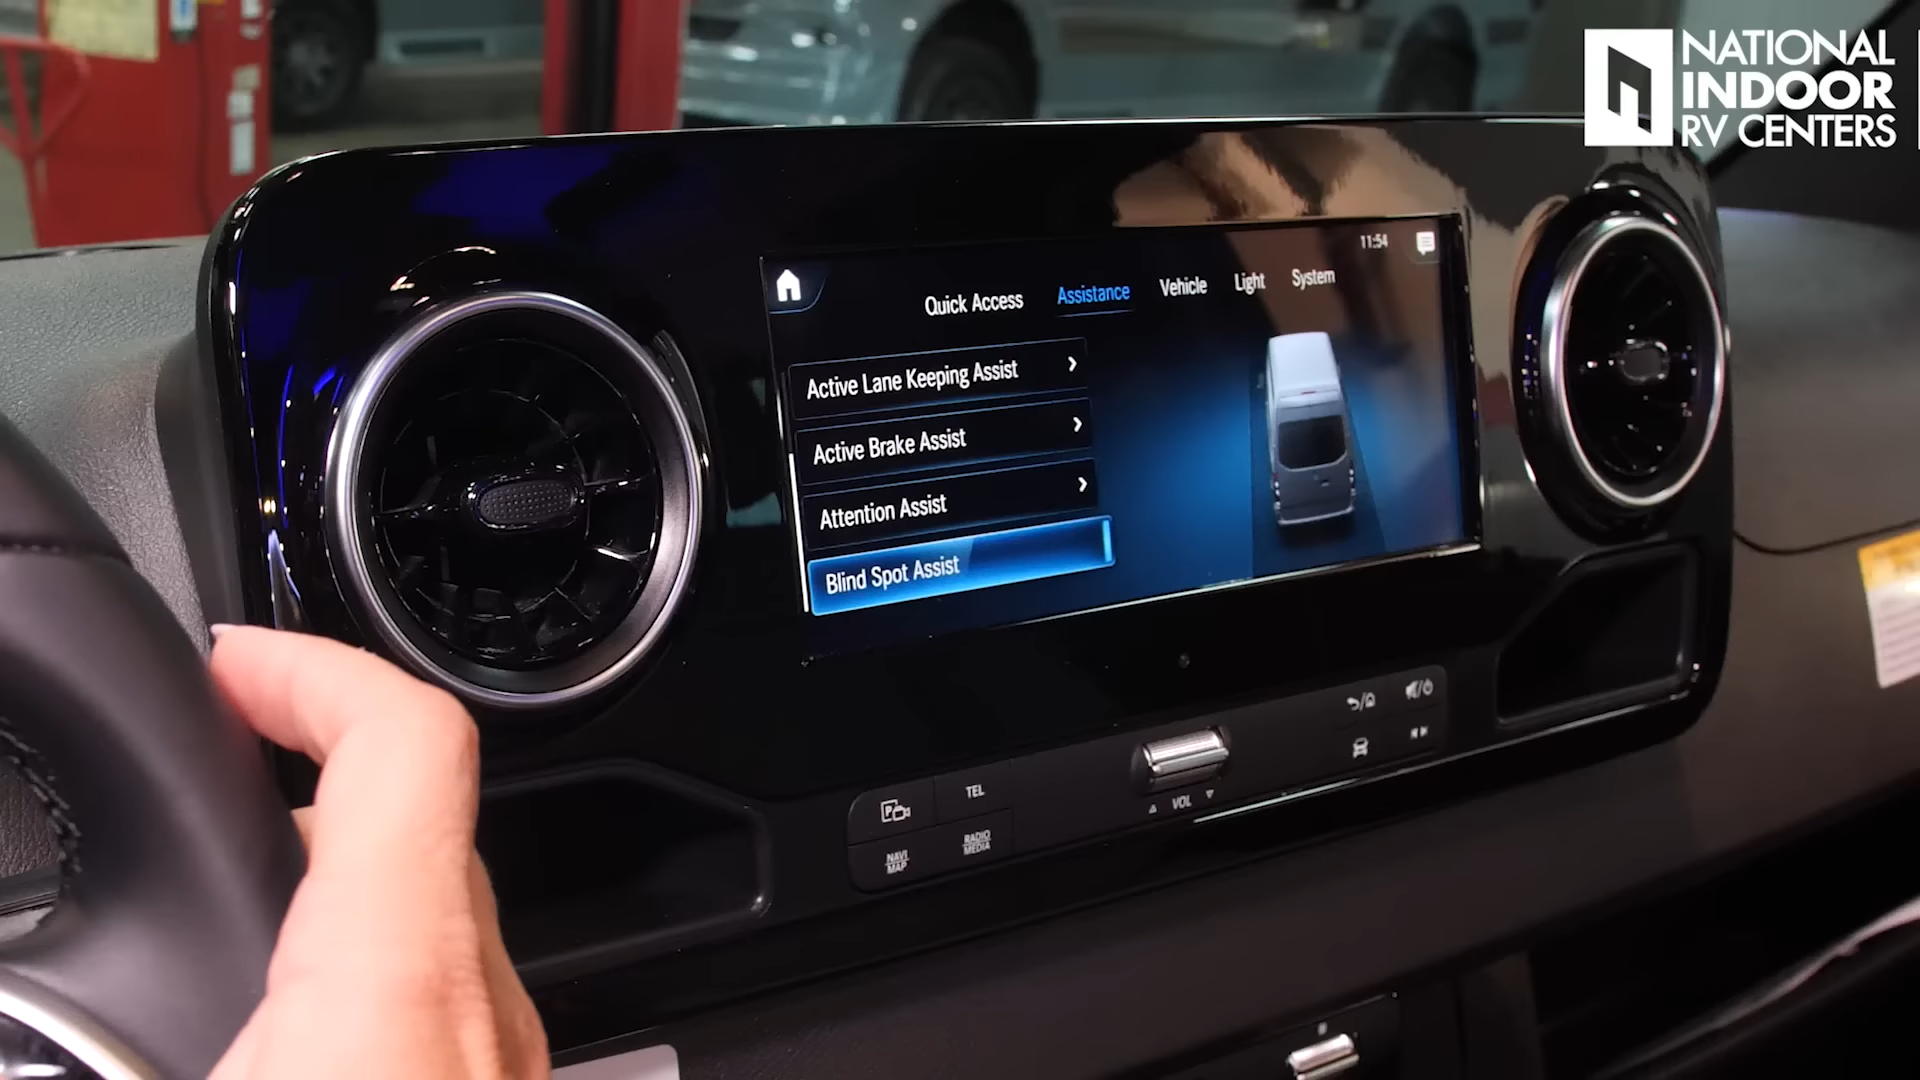 NATIONAL
INDOOR
RV CENTERS
11:54
Quick Access
Assistance
Vehicle
Light
System
Active Lane Keeping Assist
Active Brake Assist
Attention Assist
Blind Spot Assist
TEL
VOL
NAVI
MAP
RADIO
MEDIA